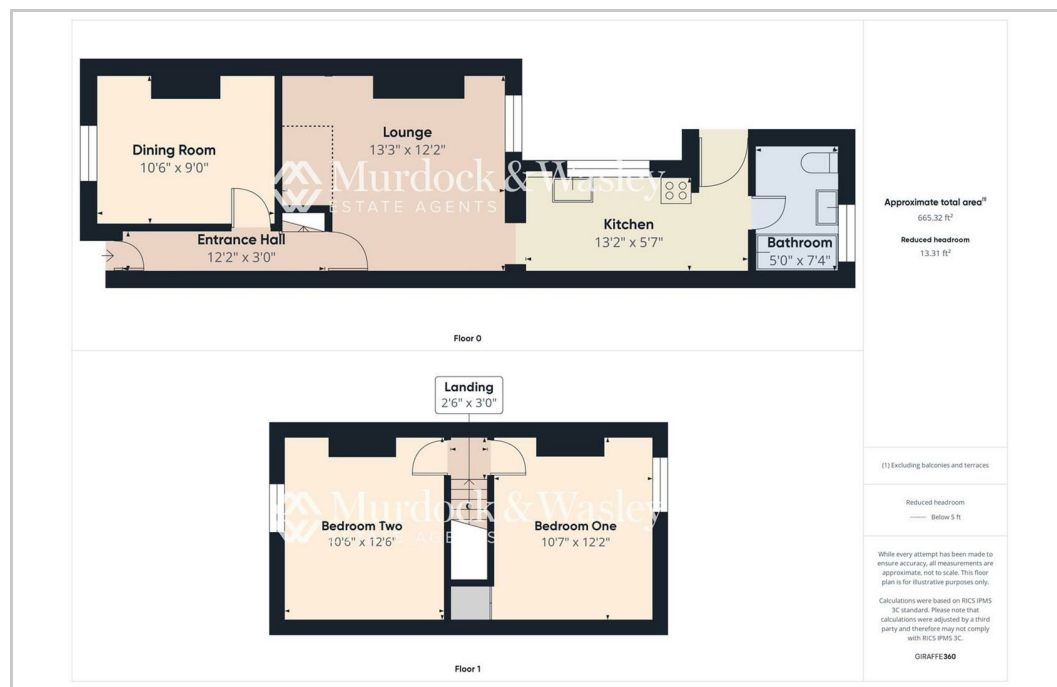 Dining Room
10'6" x 9'0"
Lounge
13'3" x 12'2"
Murdock & Wasley
ESTATE AGENTS
Entrance Hall
12'2" x 3'0"
Kitchen
13'2" x 5'7"
Bathroom
5'0" x 7'4"
Floor 0
Landing
2'6" x 3'0"
Murdock & Wasley
ESTATE AGENTS
Bedroom Two
10'6" x 12'6"
Bedroom One
10'7" x 12'2"
Floor 1
Approximate total area(1)
665.32 ft²
Reduced headroom
13.31 ft²
(1) Excluding balconies and terraces
Reduced headroom
Below 5 ft
While every attempt has been made to
ensure accuracy, all measurements are
approximate, not to scale. This floor
plan is for illustrative purposes only.
Calculations were based on RICS IPMS
3C standard. Please note that
calculations were adjusted by a third
party and therefore may not comply
with RICS IPMS 3C.
GIRAFFE360